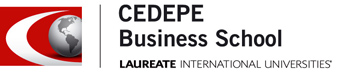 CEDEPE
Business School
LAUREATE INTERNATIONAL UNIVERSITIES®